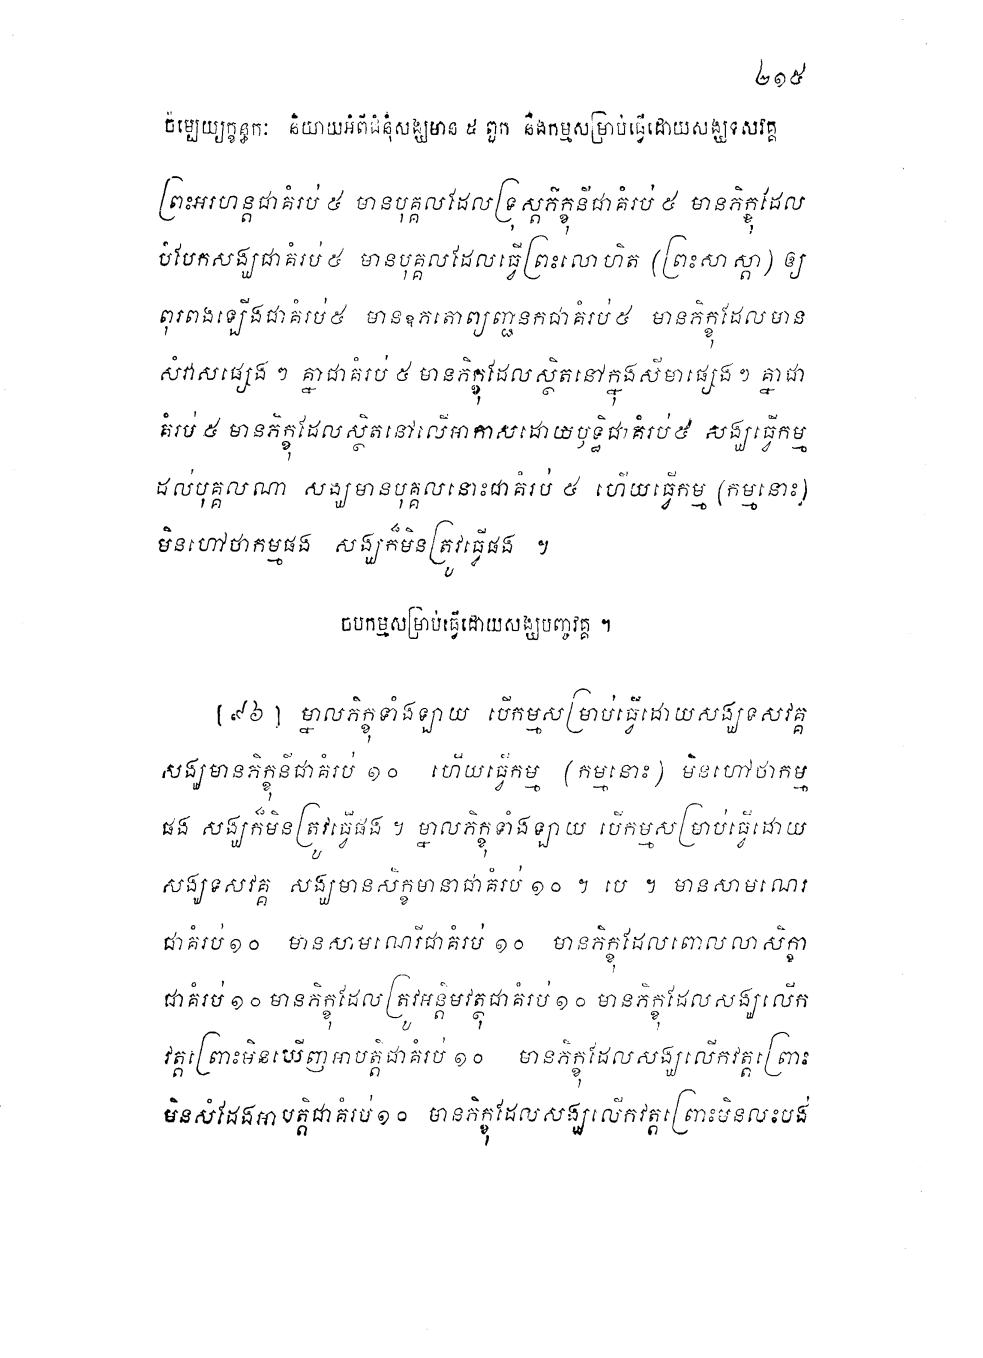 ២១៥
ចម្បេយ្យក្ខន្ធកៈ និយាយអំពីជំនុំសង្ឃមាន ៥ ពួក និងកម្មសម្រាប់ធ្វើដោយសង្ឃទសវគ្គ
ព្រះអរហន្តជាគំរប់ ៥ មានបុគ្គលដែលទ្រុស្តភិក្ខុនីជាគំរប់ ៥ មានភិក្ខុដែល
បំបែកសង្ឃជាគំរប់ ៥ មានបុគ្គលដែលធ្វើព្រះលោហិត (ព្រះសាស្តា) ឲ្យ
ពុរពងឡើងជាគំរប់ ៥ មានឧភតោព្យញ្ជនកជាគំរប់ ៥ មានភិក្ខុដែលមាន
សំវាសផ្សេង ៗ គ្នាជាគំរប់ ៥ មានភិក្ខុដែលស្ថិតនៅក្នុងសីមាផ្សេង ៗ គ្នាជា
គំរប់ ៥ មានភិក្ខុដែលស្ថិតនៅលើអាកាសដោយឫទ្ធិជាគំរប់ ៥ សង្ឃធ្វើកម្ម
ដល់បុគ្គលណា សង្ឃមានបុគ្គលនោះជាគំរប់ ៥ ហើយធ្វើកម្ម (កម្មនោះ)
មិនហៅថាកម្មផង សង្ឃក៏មិនត្រូវធ្វើផង ។
ចបកម្មសម្រាប់ធ្វើដោយសង្ឃបញ្ចវគ្គ ។
[៩៦] ម្នាលភិក្ខុទាំងឡាយ បើកម្មសម្រាប់ធ្វើដោយសង្ឃទសវគ្គ
សង្ឃមានភិក្ខុនីជាគំរប់ ១០ ហើយធ្វើកម្ម (កម្មនោះ) មិនហៅថាកម្ម
ផង សង្ឃក៏មិនត្រូវធ្វើផង ។ ម្នាលភិក្ខុទាំងឡាយ បើកម្មសម្រាប់ធ្វើដោយ
សង្ឃទសវគ្គ សង្ឃមានសិក្ខមានាជាគំរប់ ១០ ។ បេ ។ មានសាមណេរ
ជាគំរប់ ១០ មានសាមណេរីជាគំរប់ ១០ មានភិក្ខុដែលពោលលាសិក្ខា
ជាគំរប់ ១០ មានភិក្ខុដែលត្រូវអន្តិមវត្ថុជាគំរប់ ១០ មានភិក្ខុដែលសង្ឃលើក
វត្តព្រោះមិនឃើញអាបត្តិជាគំរប់ ១០ មានភិក្ខុដែលសង្ឃលើកវត្តព្រោះ
មិនសំដែងអាបត្តិជាគំរប់ ១០ មានភិក្ខុដែលសង្ឃលើកវត្តព្រោះមិនលះបង់